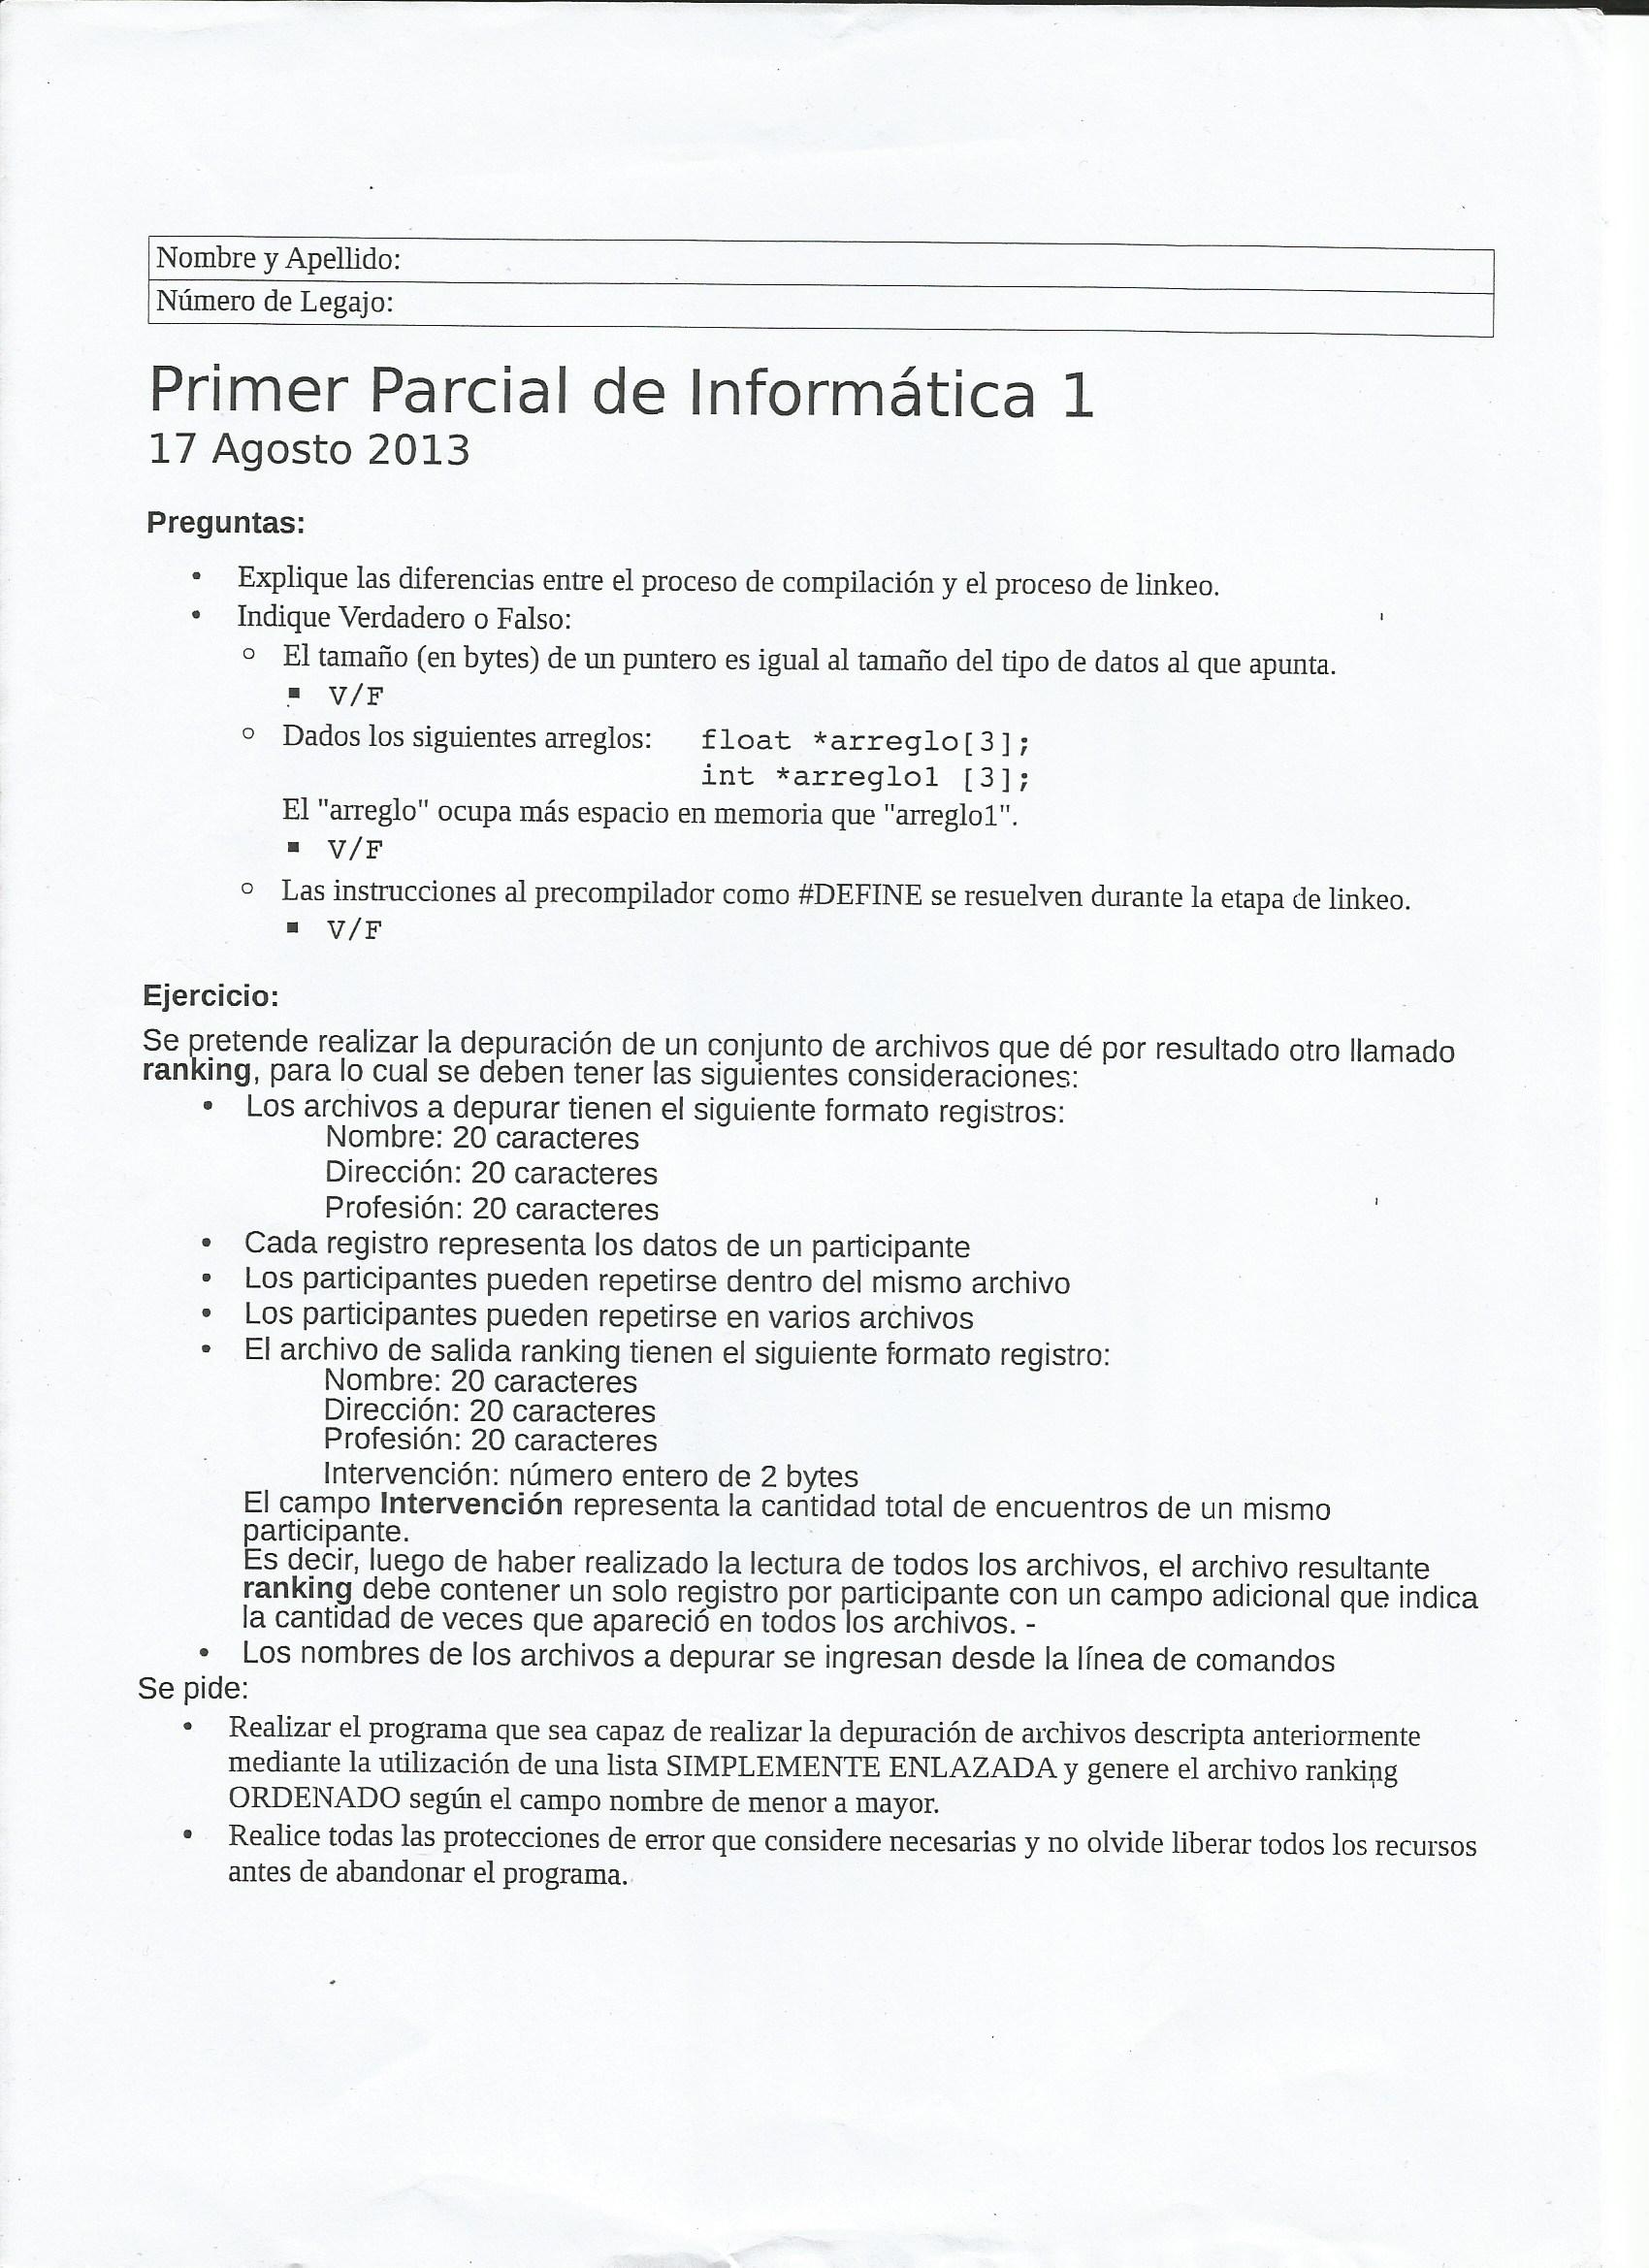 Nombre y Apellido:
Número de Legajo:
Primer Parcial de Informática 1
17 Agosto 2013
Preguntas:
• Explique las diferencias entre el proceso de compilación y el proceso de linkeo.
• Indique Verdadero o Falso:
○ El tamaño (en bytes) de un puntero es igual al tamaño del tipo de datos al que apunta.
▪ V/F
○ Dados los siguientes arreglos: float *arreglo[3];
int *arreglo1 [3];
El "arreglo" ocupa más espacio en memoria que "arreglo1".
▪ V/F
○ Las instrucciones al precompilador como #DEFINE se resuelven durante la etapa de linkeo.
▪ V/F
Ejercicio:
Se pretende realizar la depuración de un conjunto de archivos que dé por resultado otro llamado
ranking, para lo cual se deben tener las siguientes consideraciones:
• Los archivos a depurar tienen el siguiente formato registros:
Nombre: 20 caracteres
Dirección: 20 caracteres
Profesión: 20 caracteres
• Cada registro representa los datos de un participante
• Los participantes pueden repetirse dentro del mismo archivo
• Los participantes pueden repetirse en varios archivos
• El archivo de salida ranking tienen el siguiente formato registro:
Nombre: 20 caracteres
Dirección: 20 caracteres
Profesión: 20 caracteres
Intervención: número entero de 2 bytes
El campo Intervención representa la cantidad total de encuentros de un mismo
participante.
Es decir, luego de haber realizado la lectura de todos los archivos, el archivo resultante
ranking debe contener un solo registro por participante con un campo adicional que indica
la cantidad de veces que apareció en todos los archivos. -
• Los nombres de los archivos a depurar se ingresan desde la línea de comandos
Se pide:
• Realizar el programa que sea capaz de realizar la depuración de archivos descripta anteriormente
mediante la utilización de una lista SIMPLEMENTE ENLAZADA y genere el archivo ranking
ORDENADO según el campo nombre de menor a mayor.
• Realice todas las protecciones de error que considere necesarias y no olvide liberar todos los recursos
antes de abandonar el programa.